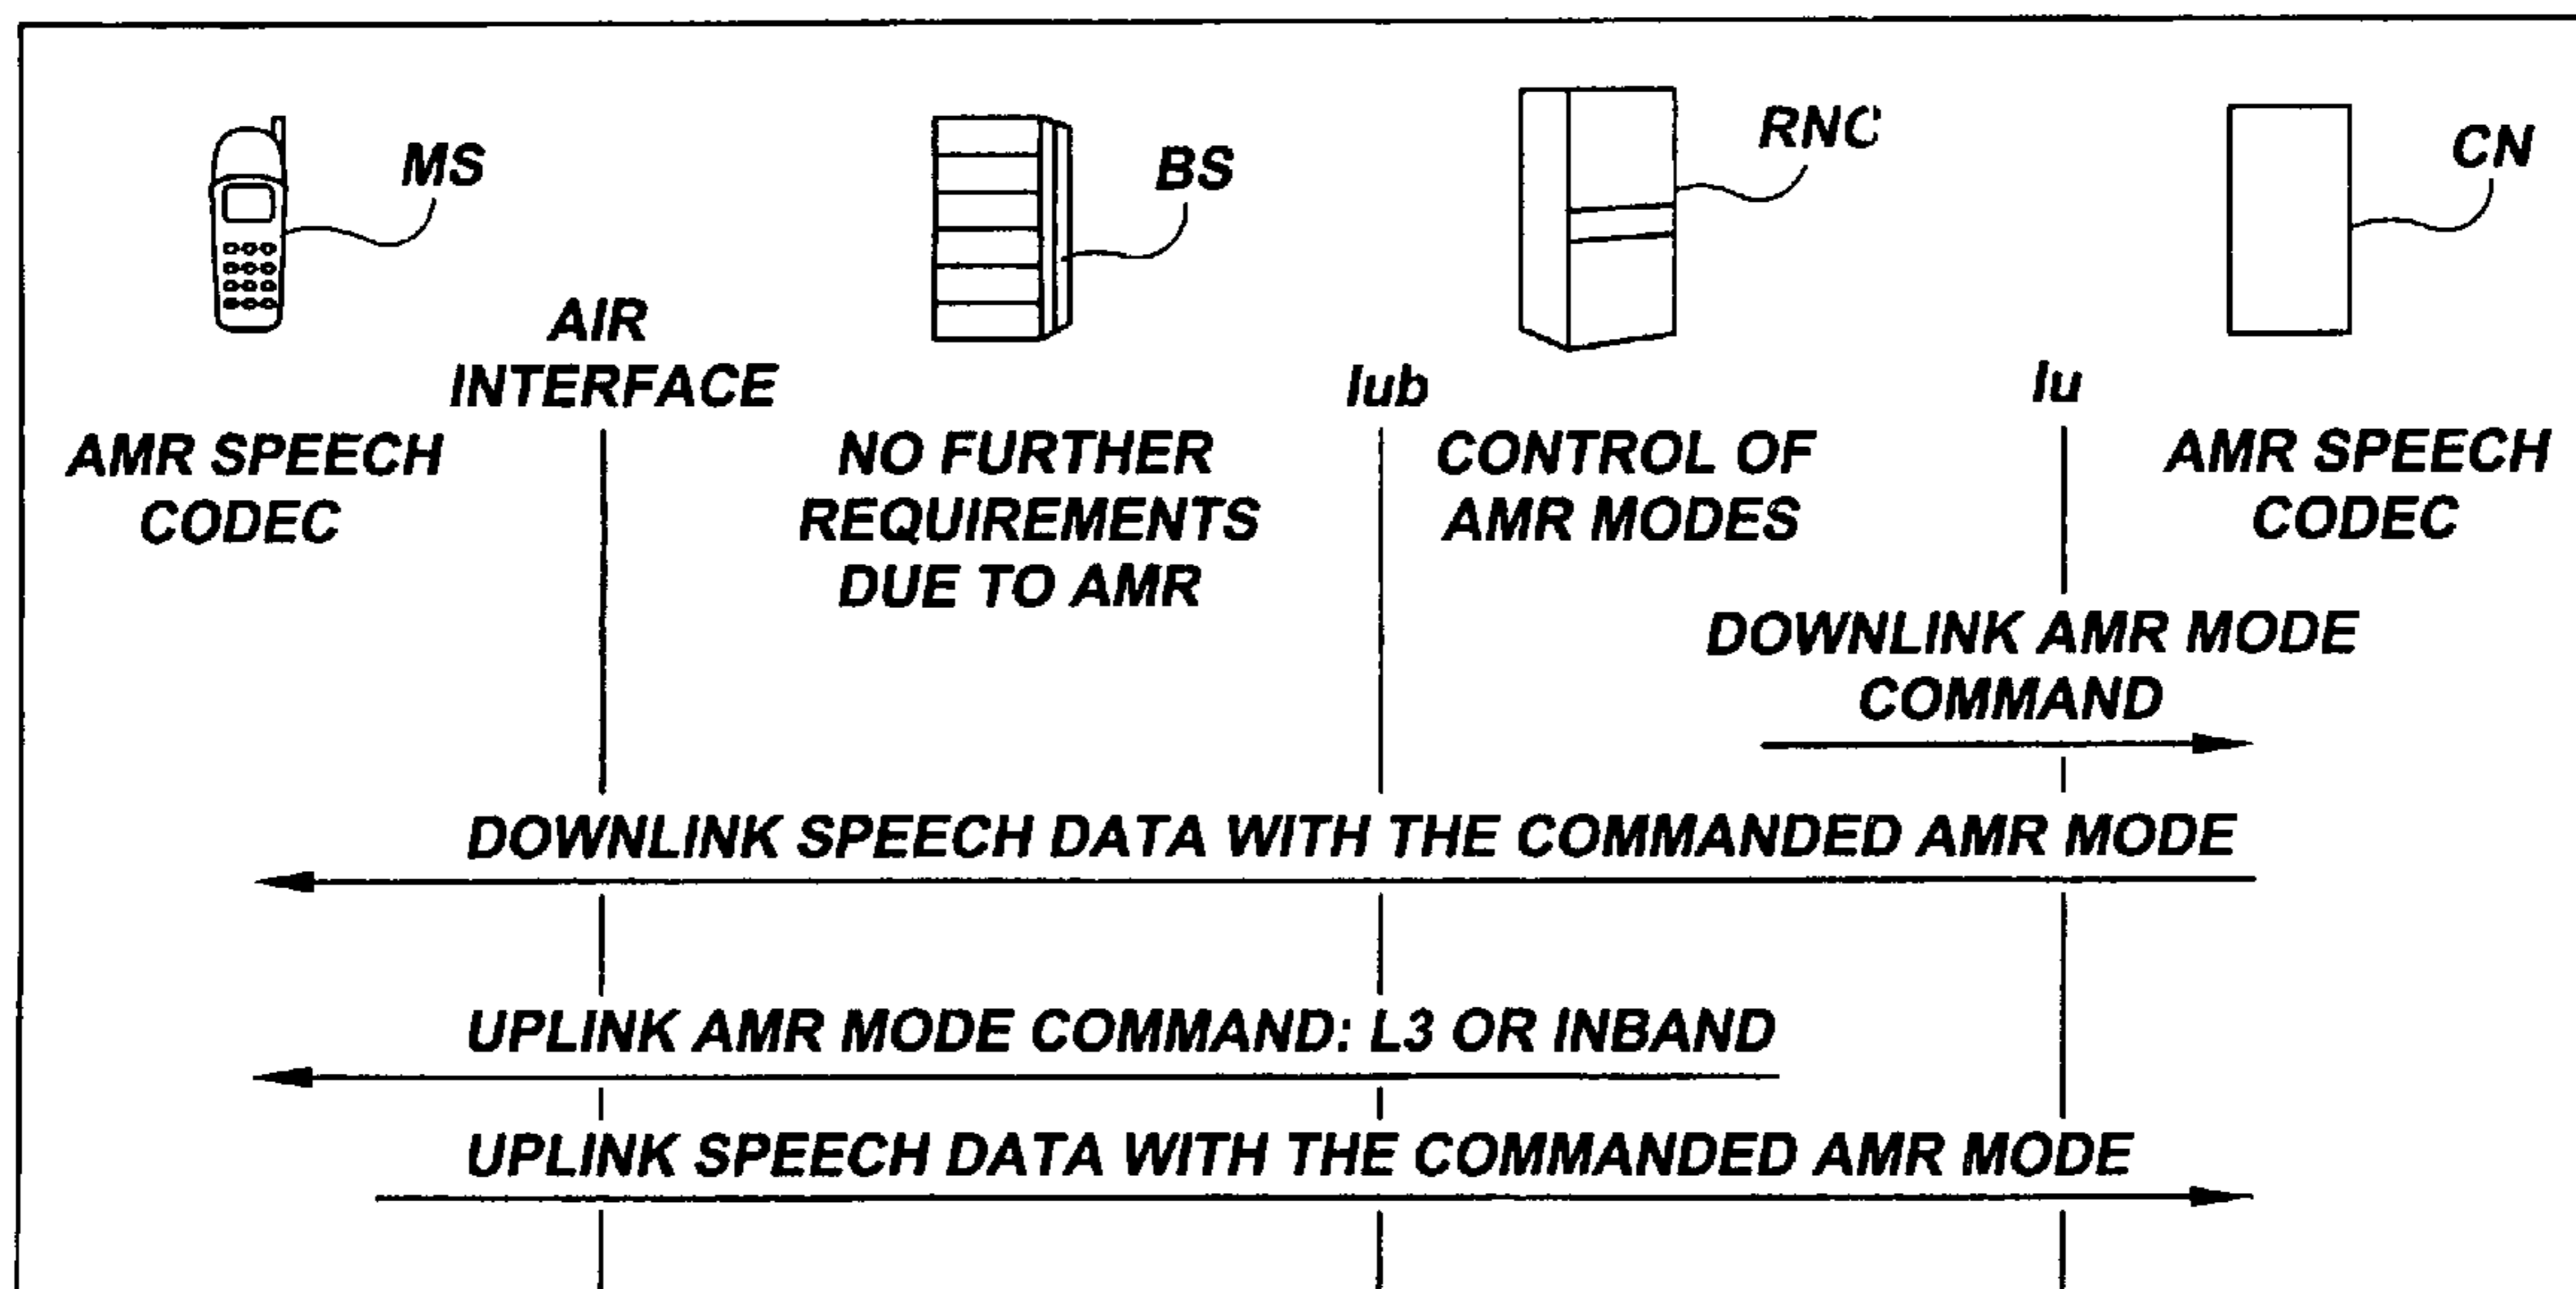 MS
BS
RNC
CN
AIR
INTERFACE
Iub
Iu
AMR SPEECH
CODEC
NO FURTHER
REQUIREMENTS
DUE TO AMR
CONTROL OF
AMR MODES
AMR SPEECH
CODEC
DOWNLINK AMR MODE
COMMAND
DOWNLINK SPEECH DATA WITH THE COMMANDED AMR MODE
UPLINK AMR MODE COMMAND: L3 OR INBAND
UPLINK SPEECH DATA WITH THE COMMANDED AMR MODE